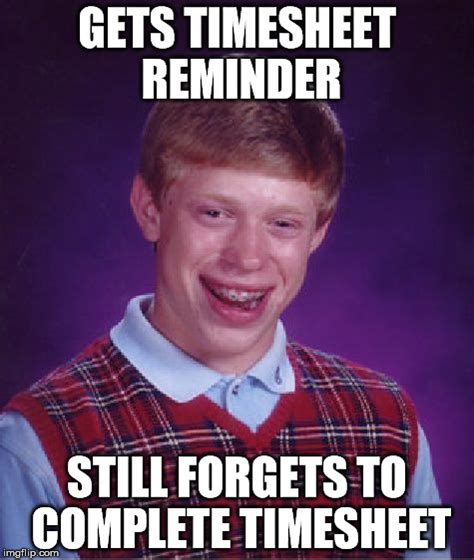 GETS TIMESHEET
REMINDER
STILL FORGETS TO
COMPLETE TIMESHEET
imgflip.com